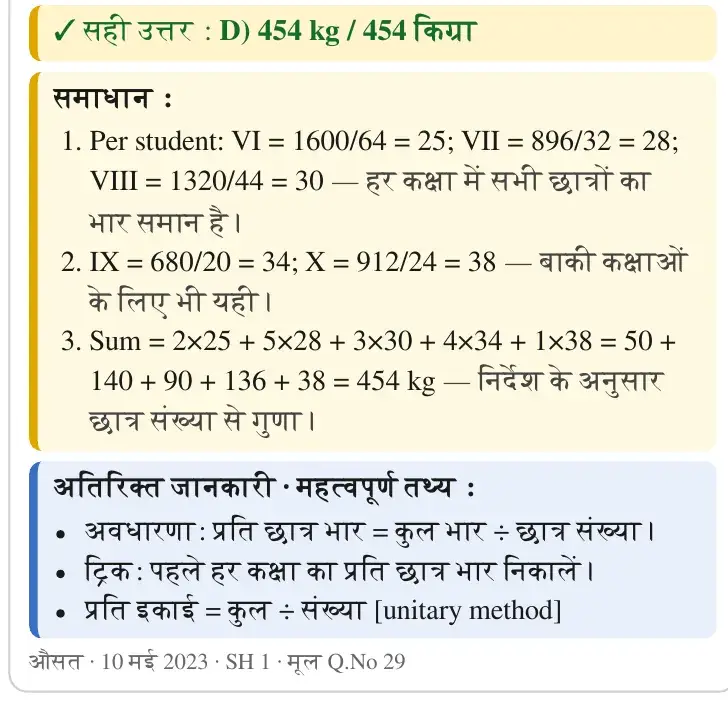 ✓ सही उत्तर : D) 454 kg / 454 किग्रा
समाधान :
1. Per student: VI = 1600/64 = 25; VII = 896/32 = 28;
VIII = 1320/44 = 30 — हर कक्षा में सभी छात्रों का
भार समान है।
2. IX = 680/20 = 34; X = 912/24 = 38 — बाकी कक्षाओं
के लिए भी यही।
3. Sum = 2×25 + 5×28 + 3×30 + 4×34 + 1×38 = 50 +
140 + 90 + 136 + 38 = 454 kg — निर्देश के अनुसार
छात्र संख्या से गुणा।
अतिरिक्त जानकारी · महत्वपूर्ण तथ्य :
• अवधारणा : प्रति छात्र भार = कुल भार ÷ छात्र संख्या।
• ट्रिक : पहले हर कक्षा का प्रति छात्र भार निकालें।
• प्रति इकाई = कुल ÷ संख्या [unitary method]
औसत · 10 मई 2023 · SH 1 · मूल Q.No 29